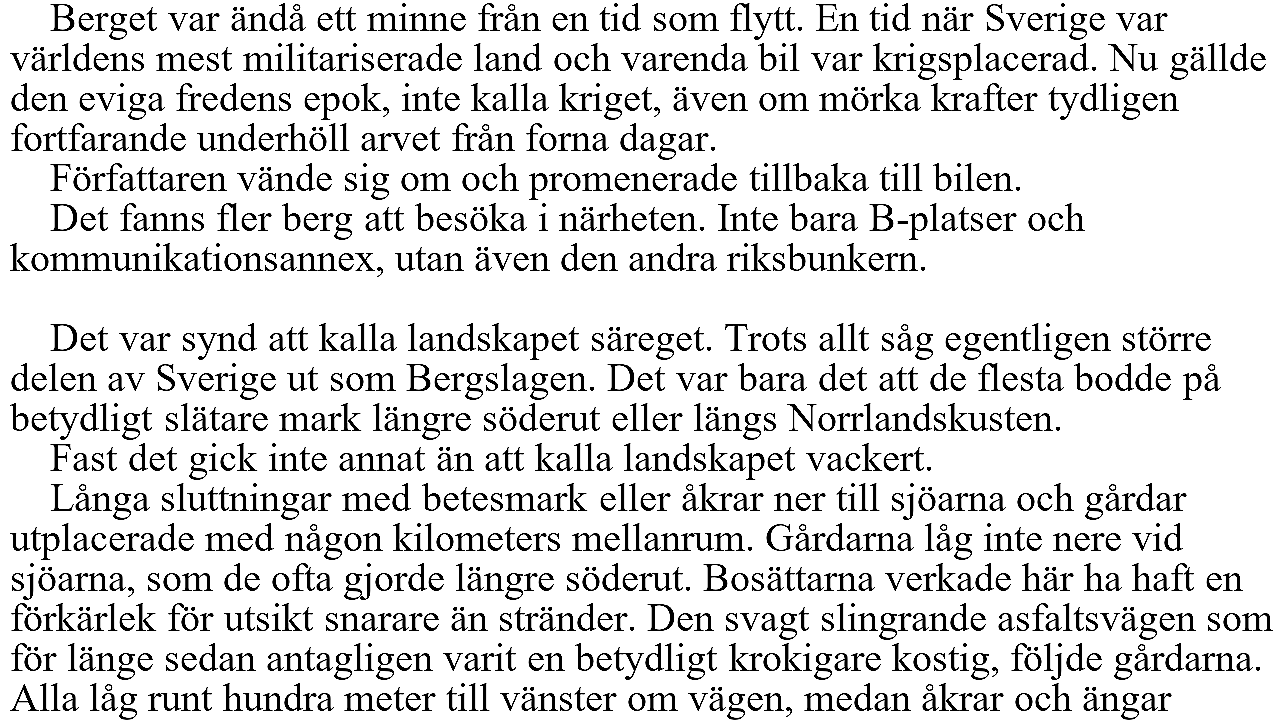 Berget var ändå ett minne från en tid som flytt. En tid när Sverige var
världens mest militariserade land och varenda bil var krigsplacerad. Nu gällde
den eviga fredens epok, inte kalla kriget, även om mörka krafter tydligen
fortfarande underhöll arvet från forna dagar.
Författaren vände sig om och promenerade tillbaka till bilen.
Det fanns fler berg att besöka i närheten. Inte bara B-platser och
kommunikationsannex, utan även den andra riksbunkern.
Det var synd att kalla landskapet säreget. Trots allt såg egentligen större
delen av Sverige ut som Bergslagen. Det var bara det att de flesta bodde på
betydligt slätare mark längre söderut eller längs Norrlandskusten.
Fast det gick inte annat än att kalla landskapet vackert.
Långa sluttningar med betesmark eller åkrar ner till sjöarna och gårdar
utplacerade med någon kilometers mellanrum. Gårdarna låg inte nere vid
sjöarna, som de ofta gjorde längre söderut. Bosättarna verkade här ha haft en
förkärlek för utsikt snarare än stränder. Den svagt slingrande asfaltsvägen som
för länge sedan antagligen varit en betydligt krokigare kostig, följde gårdarna.
Alla låg runt hundra meter till vänster om vägen, medan åkrar och ängar